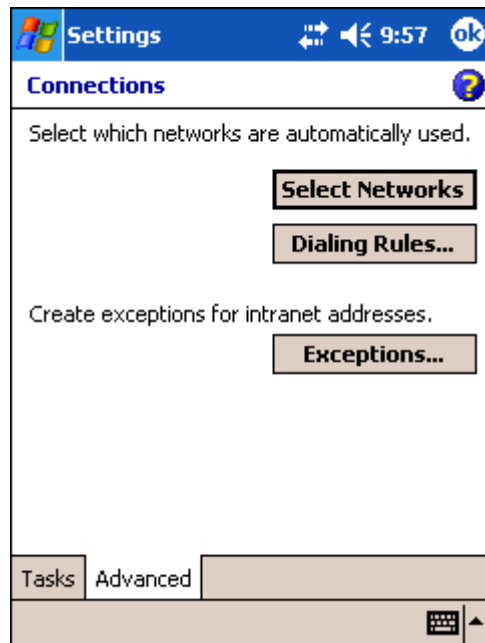 Settings 9:57 ok
Connections ?
Select which networks are automatically used.
Select Networks
Dialing Rules...
Create exceptions for intranet addresses.
Exceptions...
Tasks Advanced